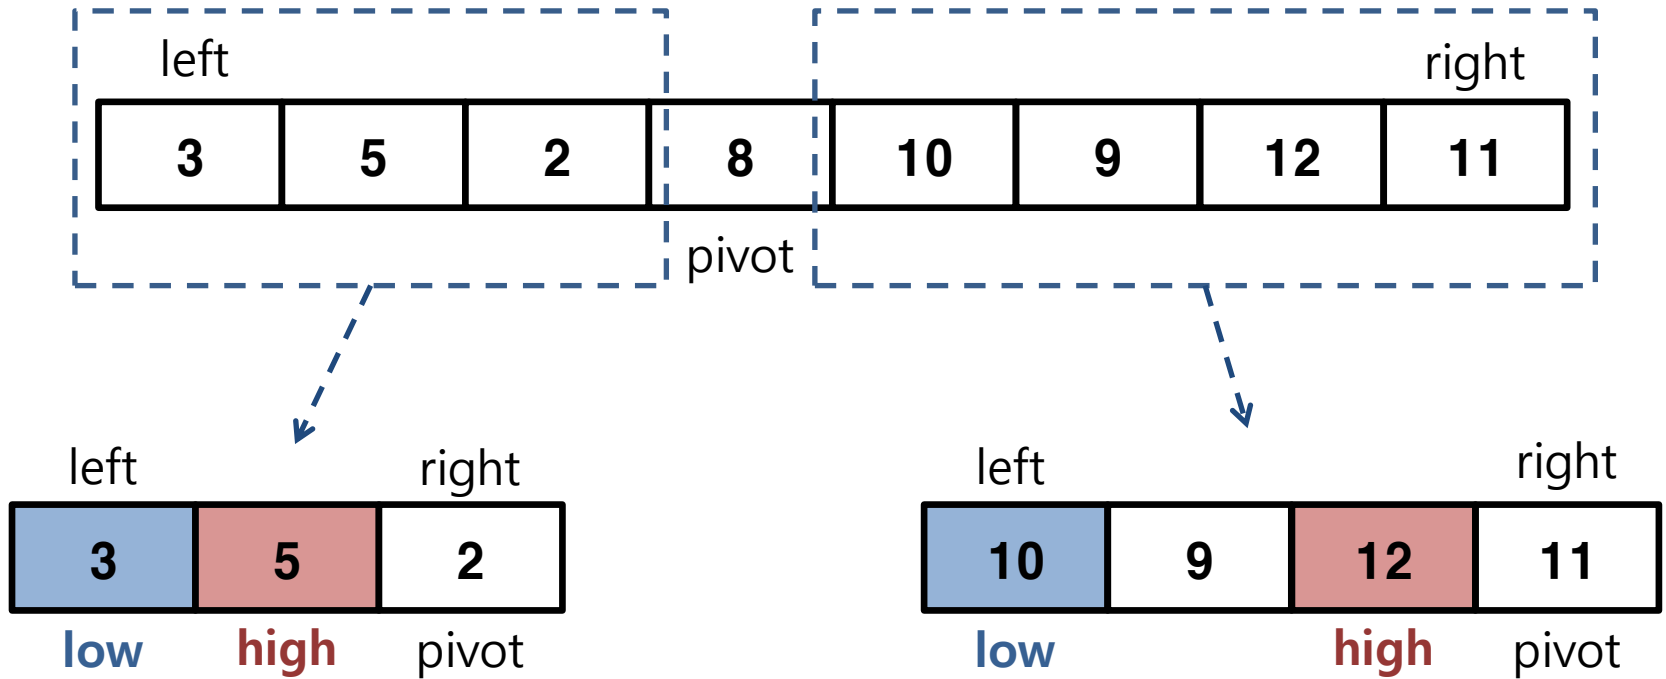 left right
3 5 2 8 10 9 12 11
pivot
left right left right
3 5 2 10 9 12 11
low high pivot low high pivot